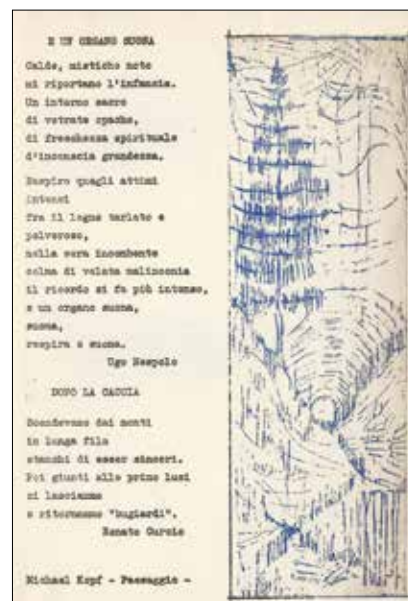 E UN ORGANO SUONA
Calde, mistiche note
mi riportano l'infanzia.
Un interno sacro
di vetrate opache,
di freschezza spirituale
d'inconscia grandezza.
Respiro quegli attimi
intensi
fra il legno tarlato e
polveroso,
nella sera incombente
colma di velata malinconia
il ricordo si fa più intenso,
e un organo suona,
suona,
respira e suona.
Ugo Nespolo
DOPO LA CACCIA
Scendevano dai monti
in lunga fila
stanchi di esser sinceri.
Poi giunti alle prime luci
ci lasciammo
e ritornammo "bugiardi".
Renato Curcio
Michael Kopf - Paesaggio -